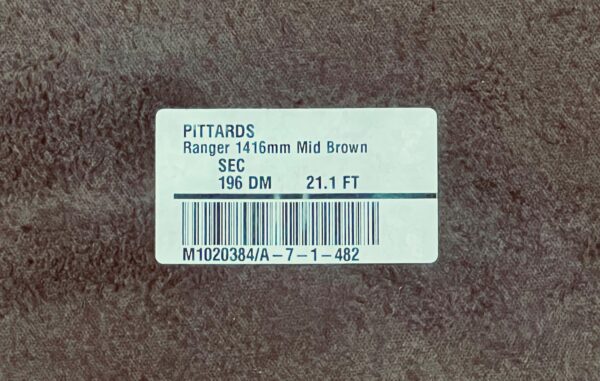 PITTARDS
Ranger 1416mm Mid Brown
SEC
196 DM 21.1 FT
M1020384/A-7-1-482